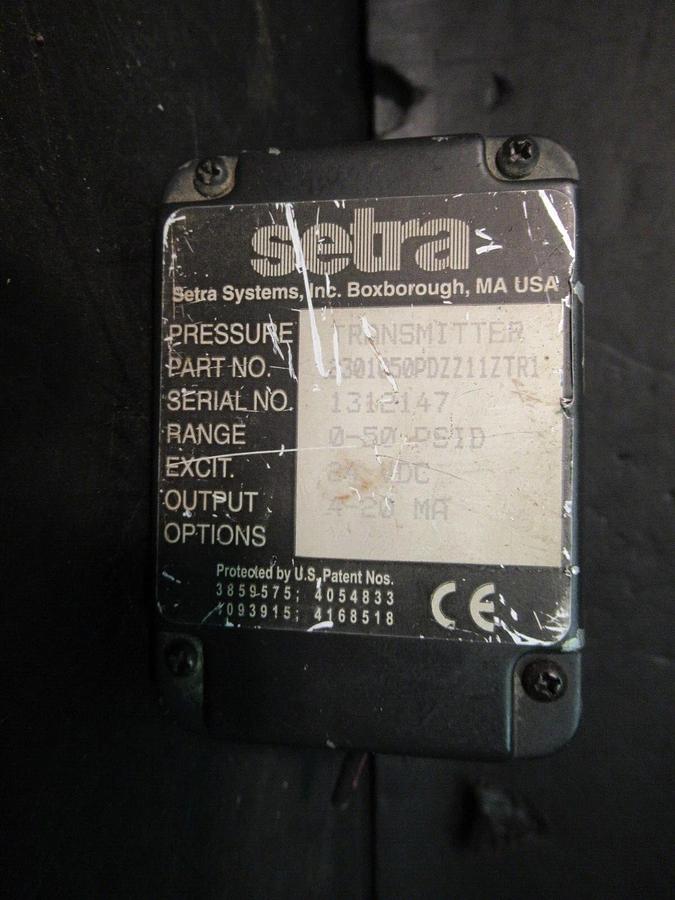 setra
Setra Systems, Inc. Boxborough, MA USA
PRESSURE TRANSMITTER
PART NO.
SERIAL NO. 1312147
RANGE 0-50 PSID
EXCIT. VDC
OUTPUT 4-20 MA
OPTIONS
Protected by U.S. Patent Nos.
3859575; 4054833
4093915; 4168518
CE